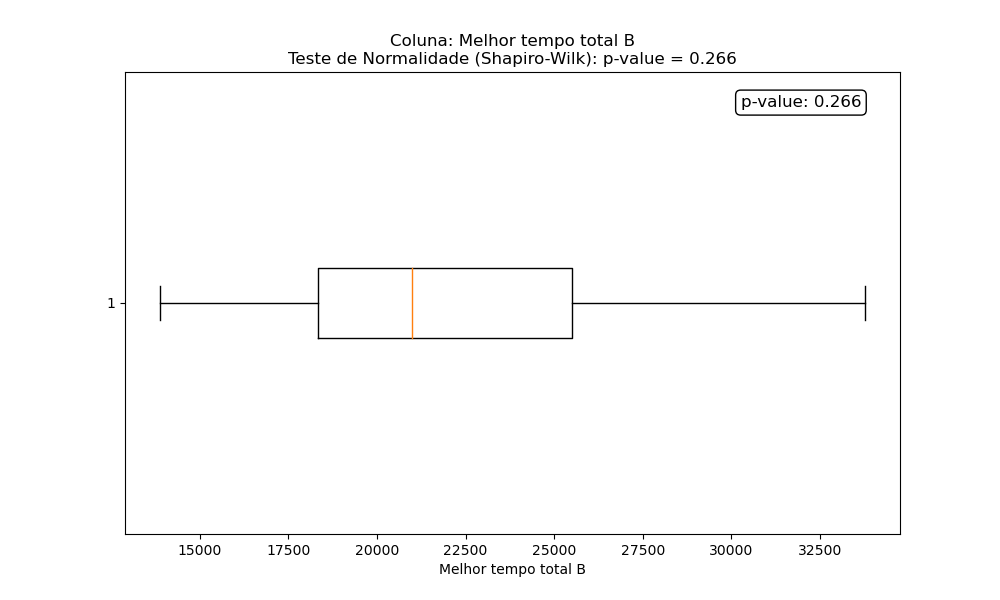 Coluna: Melhor tempo total B
Teste de Normalidade (Shapiro-Wilk): p-value = 0.266
p-value: 0.266
1
15000 17500 20000 22500 25000 27500 30000 32500
Melhor tempo total B